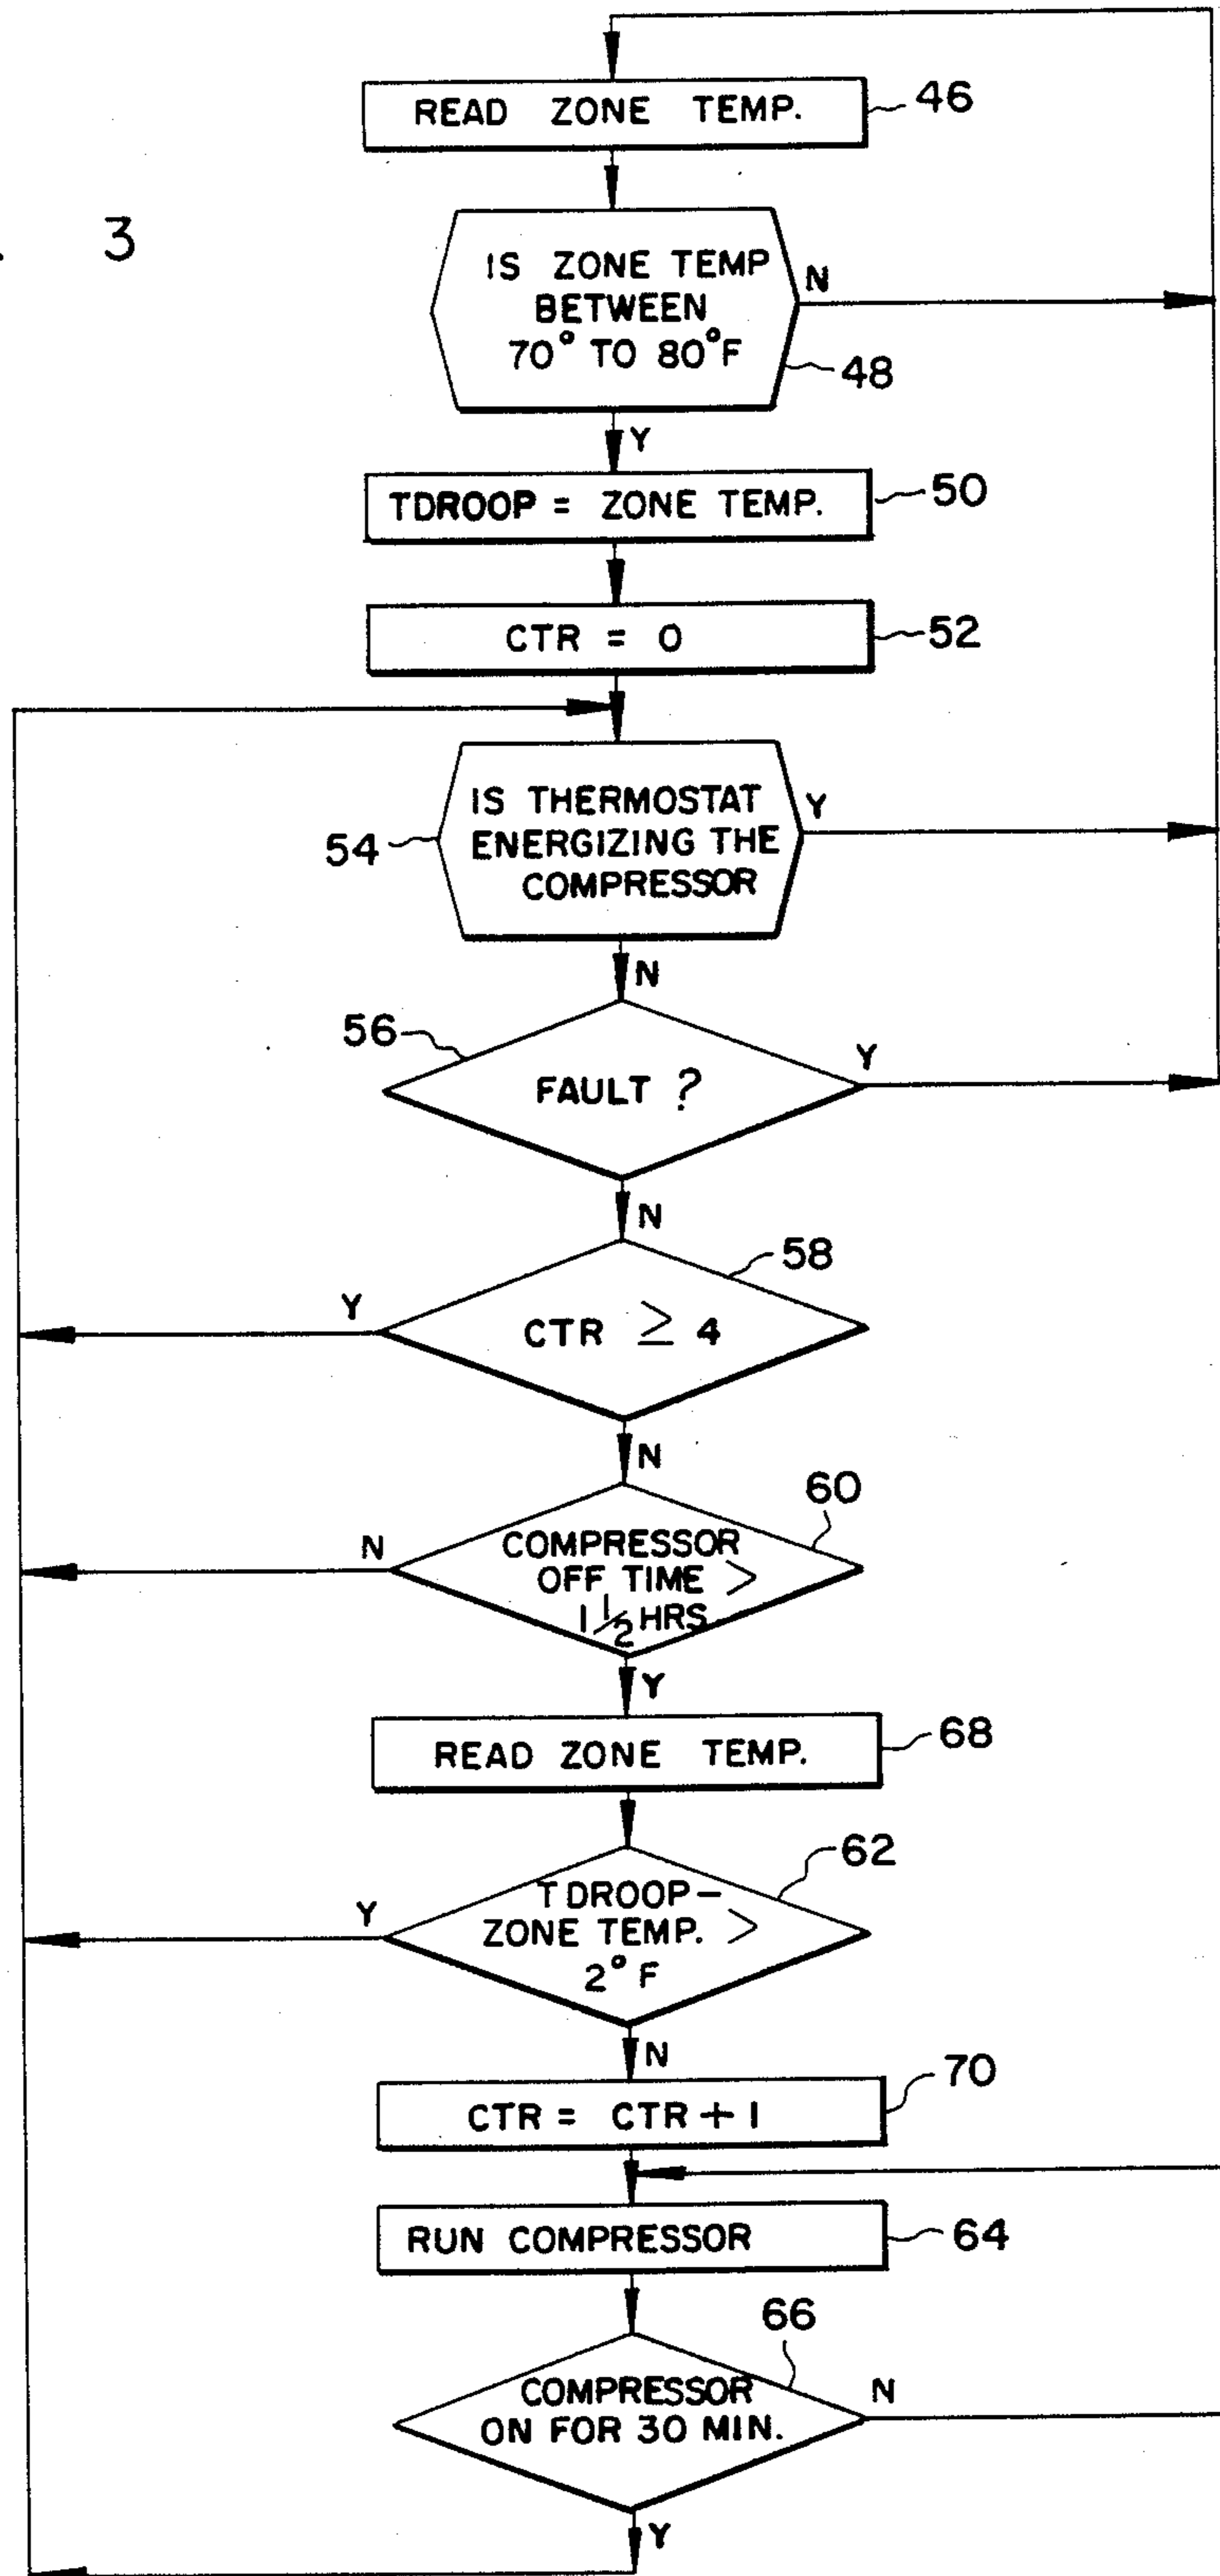 READ ZONE TEMP.
46
. 3
IS ZONE TEMP
BETWEEN
70° TO 80°F
N
48
Y
TDROOP = ZONE TEMP.
50
CTR = 0
52
IS THERMOSTAT
ENERGIZING THE
COMPRESSOR
Y
54
N
56
FAULT ?
Y
N
58
CTR ≥ 4
Y
N
60
COMPRESSOR
OFF TIME >
1 1/2 HRS
N
Y
READ ZONE TEMP.
68
62
TDROOP-
ZONE TEMP. >
2° F
Y
N
70
CTR = CTR + 1
RUN COMPRESSOR
64
66
COMPRESSOR
ON FOR 30 MIN.
N
Y